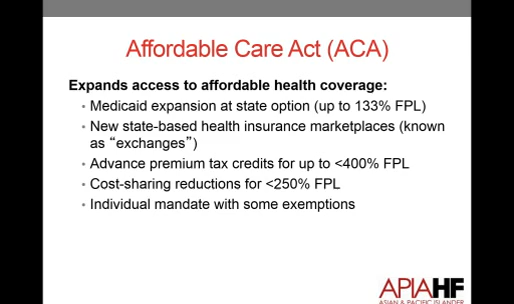 Affordable Care Act (ACA)
Expands access to affordable health coverage:
• Medicaid expansion at state option (up to 133% FPL)
• New state-based health insurance marketplaces (known
as “exchanges”)
• Advance premium tax credits for up to <400% FPL
• Cost-sharing reductions for <250% FPL
• Individual mandate with some exemptions
APIAHF
ASIAN & PACIFIC ISLANDER